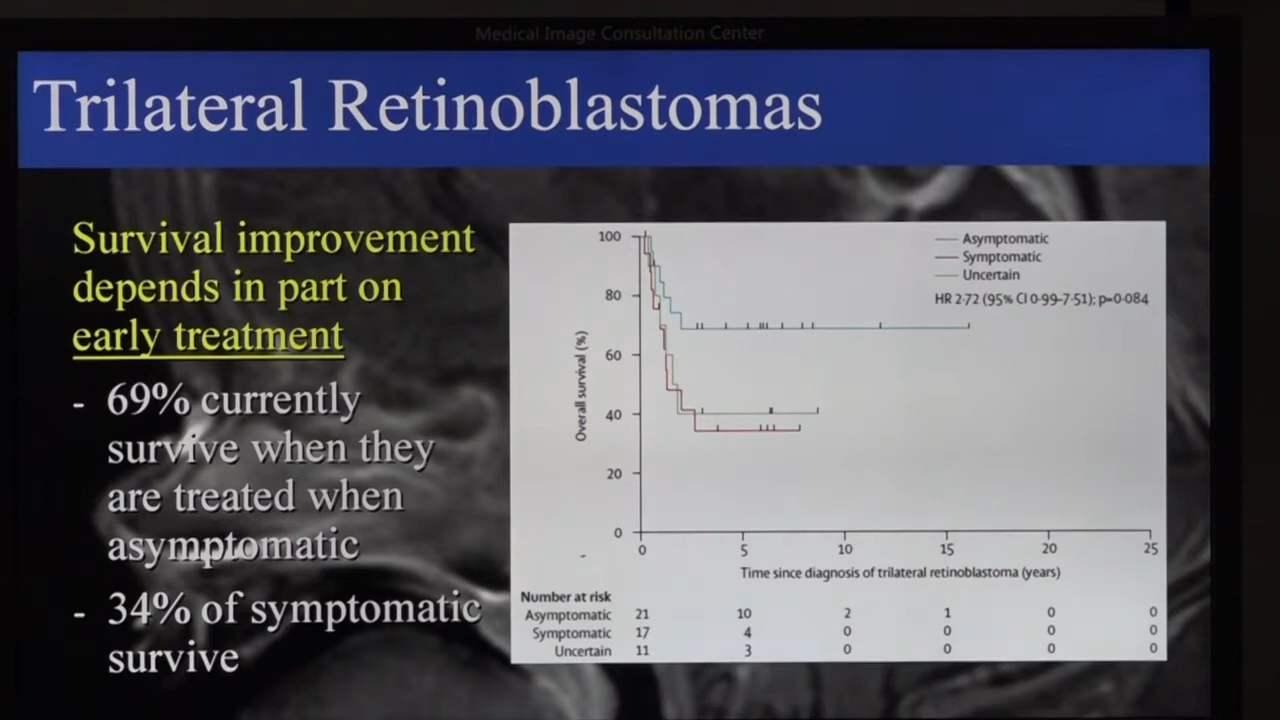 Medical Image Consultation Center
Trilateral Retinoblastomas
Survival improvement
depends in part on
early treatment
- 69% currently
survive when they
are treated when
asymptomatic
- 34% of symptomatic
survive
100
80
60
40
20
0
Overall survival (%)
Asymptomatic
Symptomatic
Uncertain
HR 2·72 (95% CI 0·99–7·51); p=0·084
0 5 10 15 20 25
Time since diagnosis of trilateral retinoblastoma (years)
Number at risk
Asymptomatic 21 10 2 1 0 0
Symptomatic 17 4 0 0 0 0
Uncertain 11 3 0 0 0 0